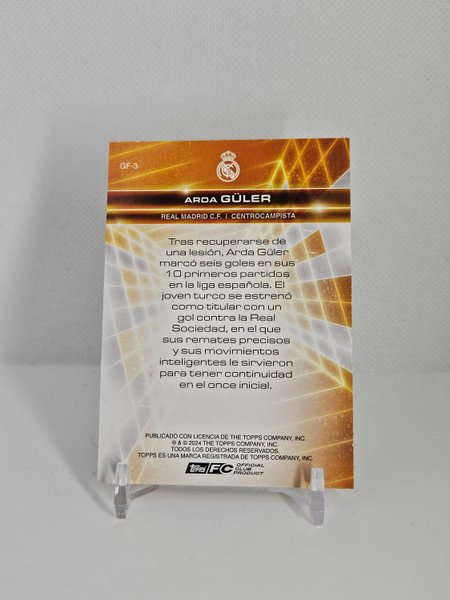 GF-3
ARDA GÜLER
REAL MADRID C.F. | CENTROCAMPISTA
Tras recuperarse de
una lesión, Arda Güler
marcó seis goles en sus
10 primeros partidos
en la liga española. El
joven turco se estrenó
como titular con un
gol contra la Real
Sociedad, en el que
sus remates precisos
y sus movimientos
inteligentes le sirvieron
para tener continuidad
en el once inicial.
PUBLICADO CON LICENCIA DE THE TOPPS COMPANY, INC.
® & © 2024 THE TOPPS COMPANY, INC.
TODOS LOS DERECHOS RESERVADOS.
TOPPS ES UNA MARCA REGISTRADA DE TOPPS COMPANY, INC.
Topps FC OFFICIAL CLUB PRODUCT